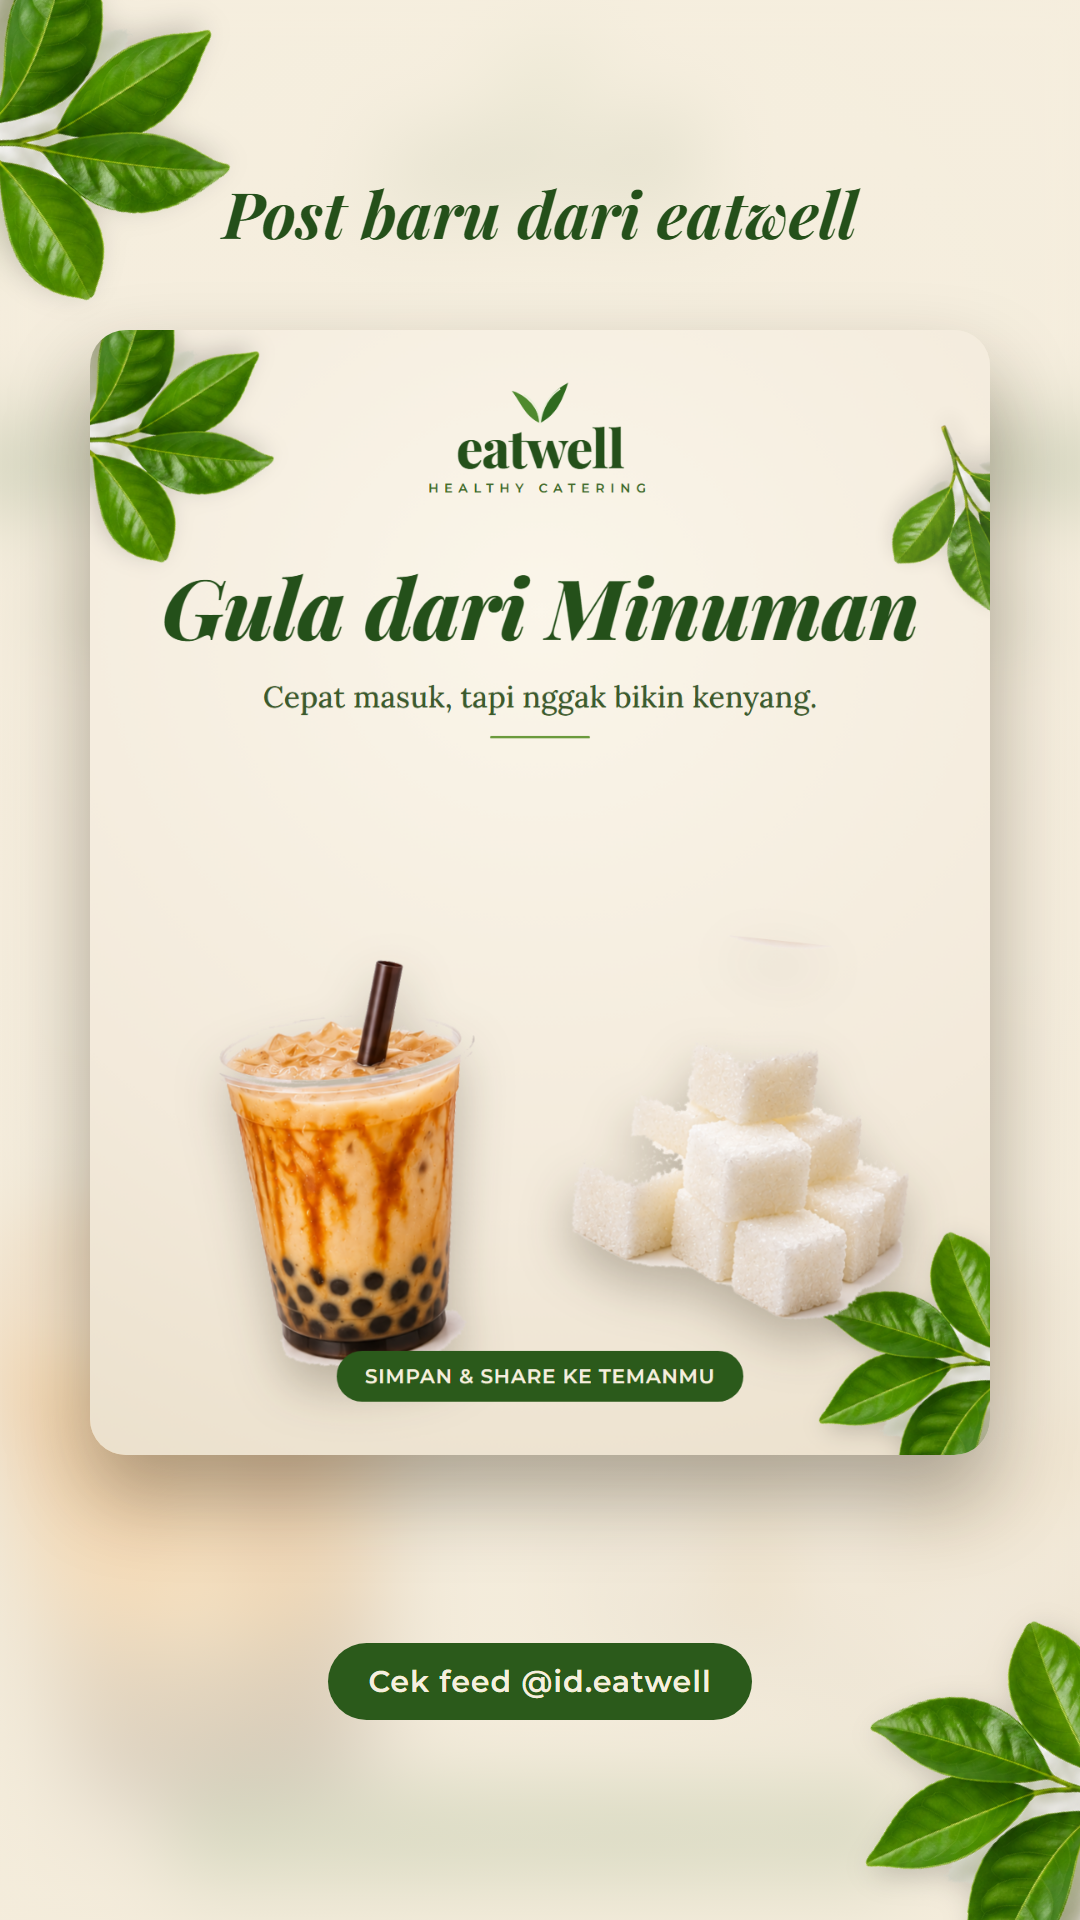 Post baru dari eatwell
eatwell
HEALTHY CATERING
Gula dari Minuman
Cepat masuk, tapi nggak bikin kenyang.
SIMPAN & SHARE KE TEMANMU
Cek feed @id.eatwell